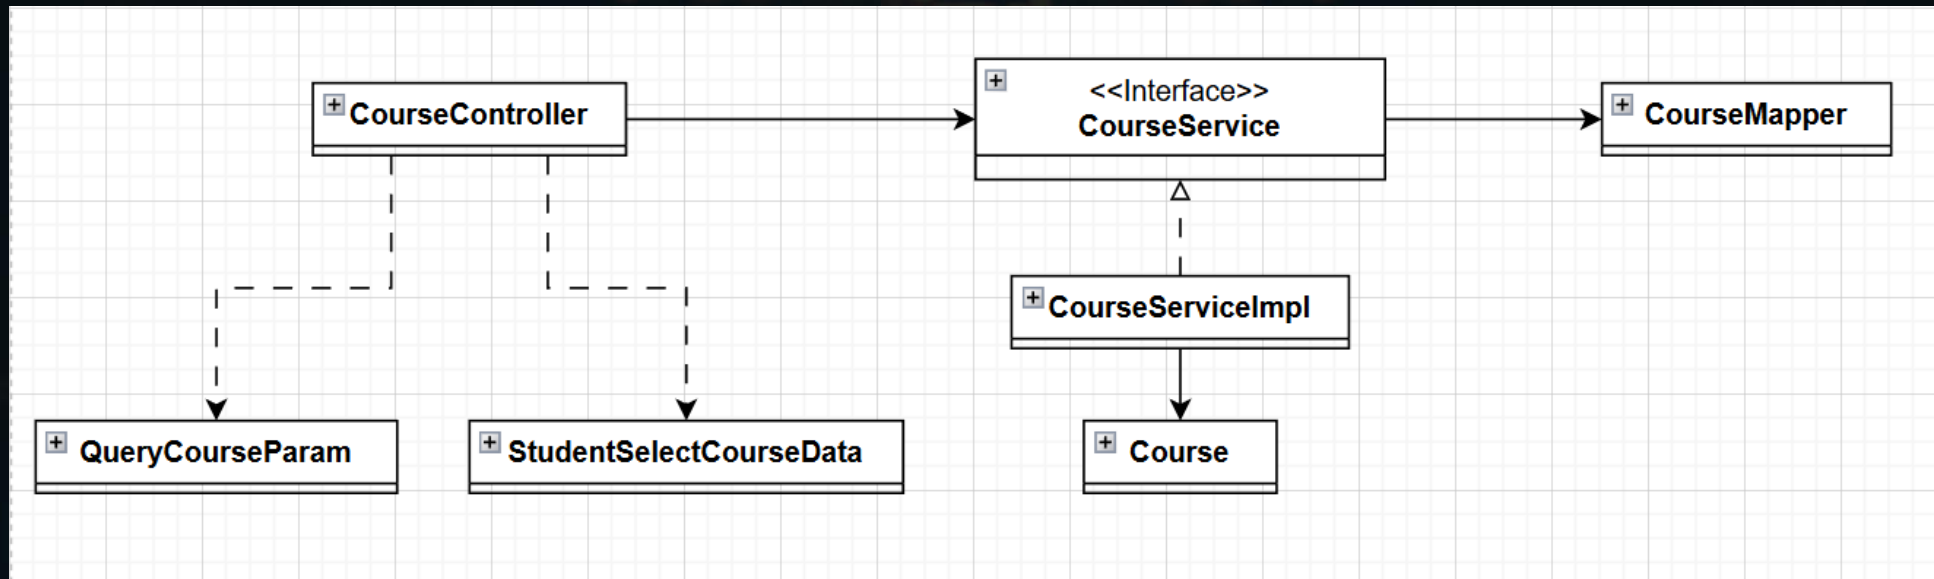 CourseController
<<Interface>>
CourseService
CourseMapper
CourseServiceImpl
QueryCourseParam
StudentSelectCourseData
Course